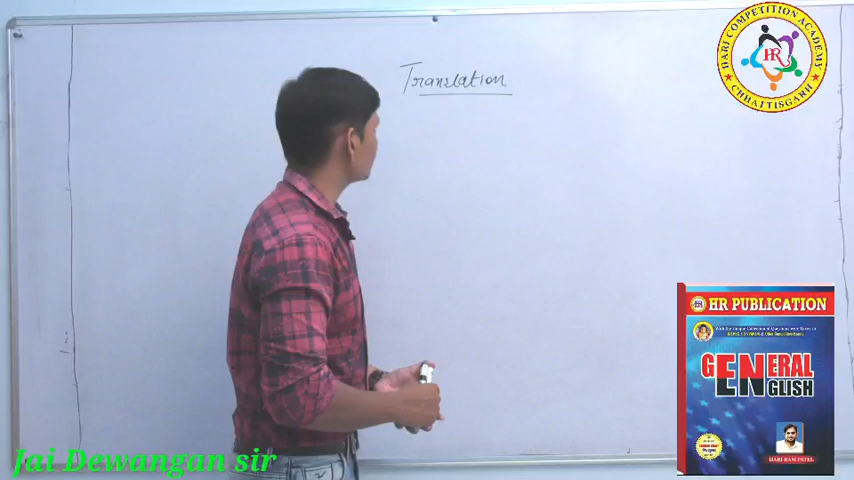 Translation
HARI COMPETITION ACADEMY
HR
CHHATTISGARH
HR PUBLICATION
GENERAL
ENGLISH
HARI RAM PATEL
Jai Dewangan sir